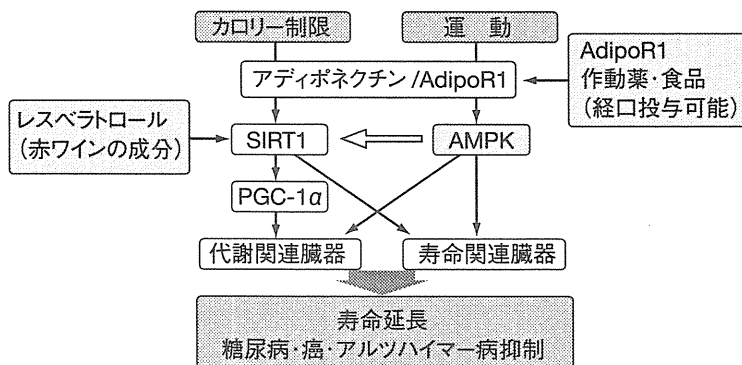 カロリー制限
運 動
アディポネクチン/AdipoR1
AdipoR1
作動薬・食品
(経口投与可能)
レスベラトロール
(赤ワインの成分)
SIRT1
AMPK
PGC-1α
代謝関連臓器
寿命関連臓器
寿命延長
糖尿病・癌・アルツハイマー病抑制